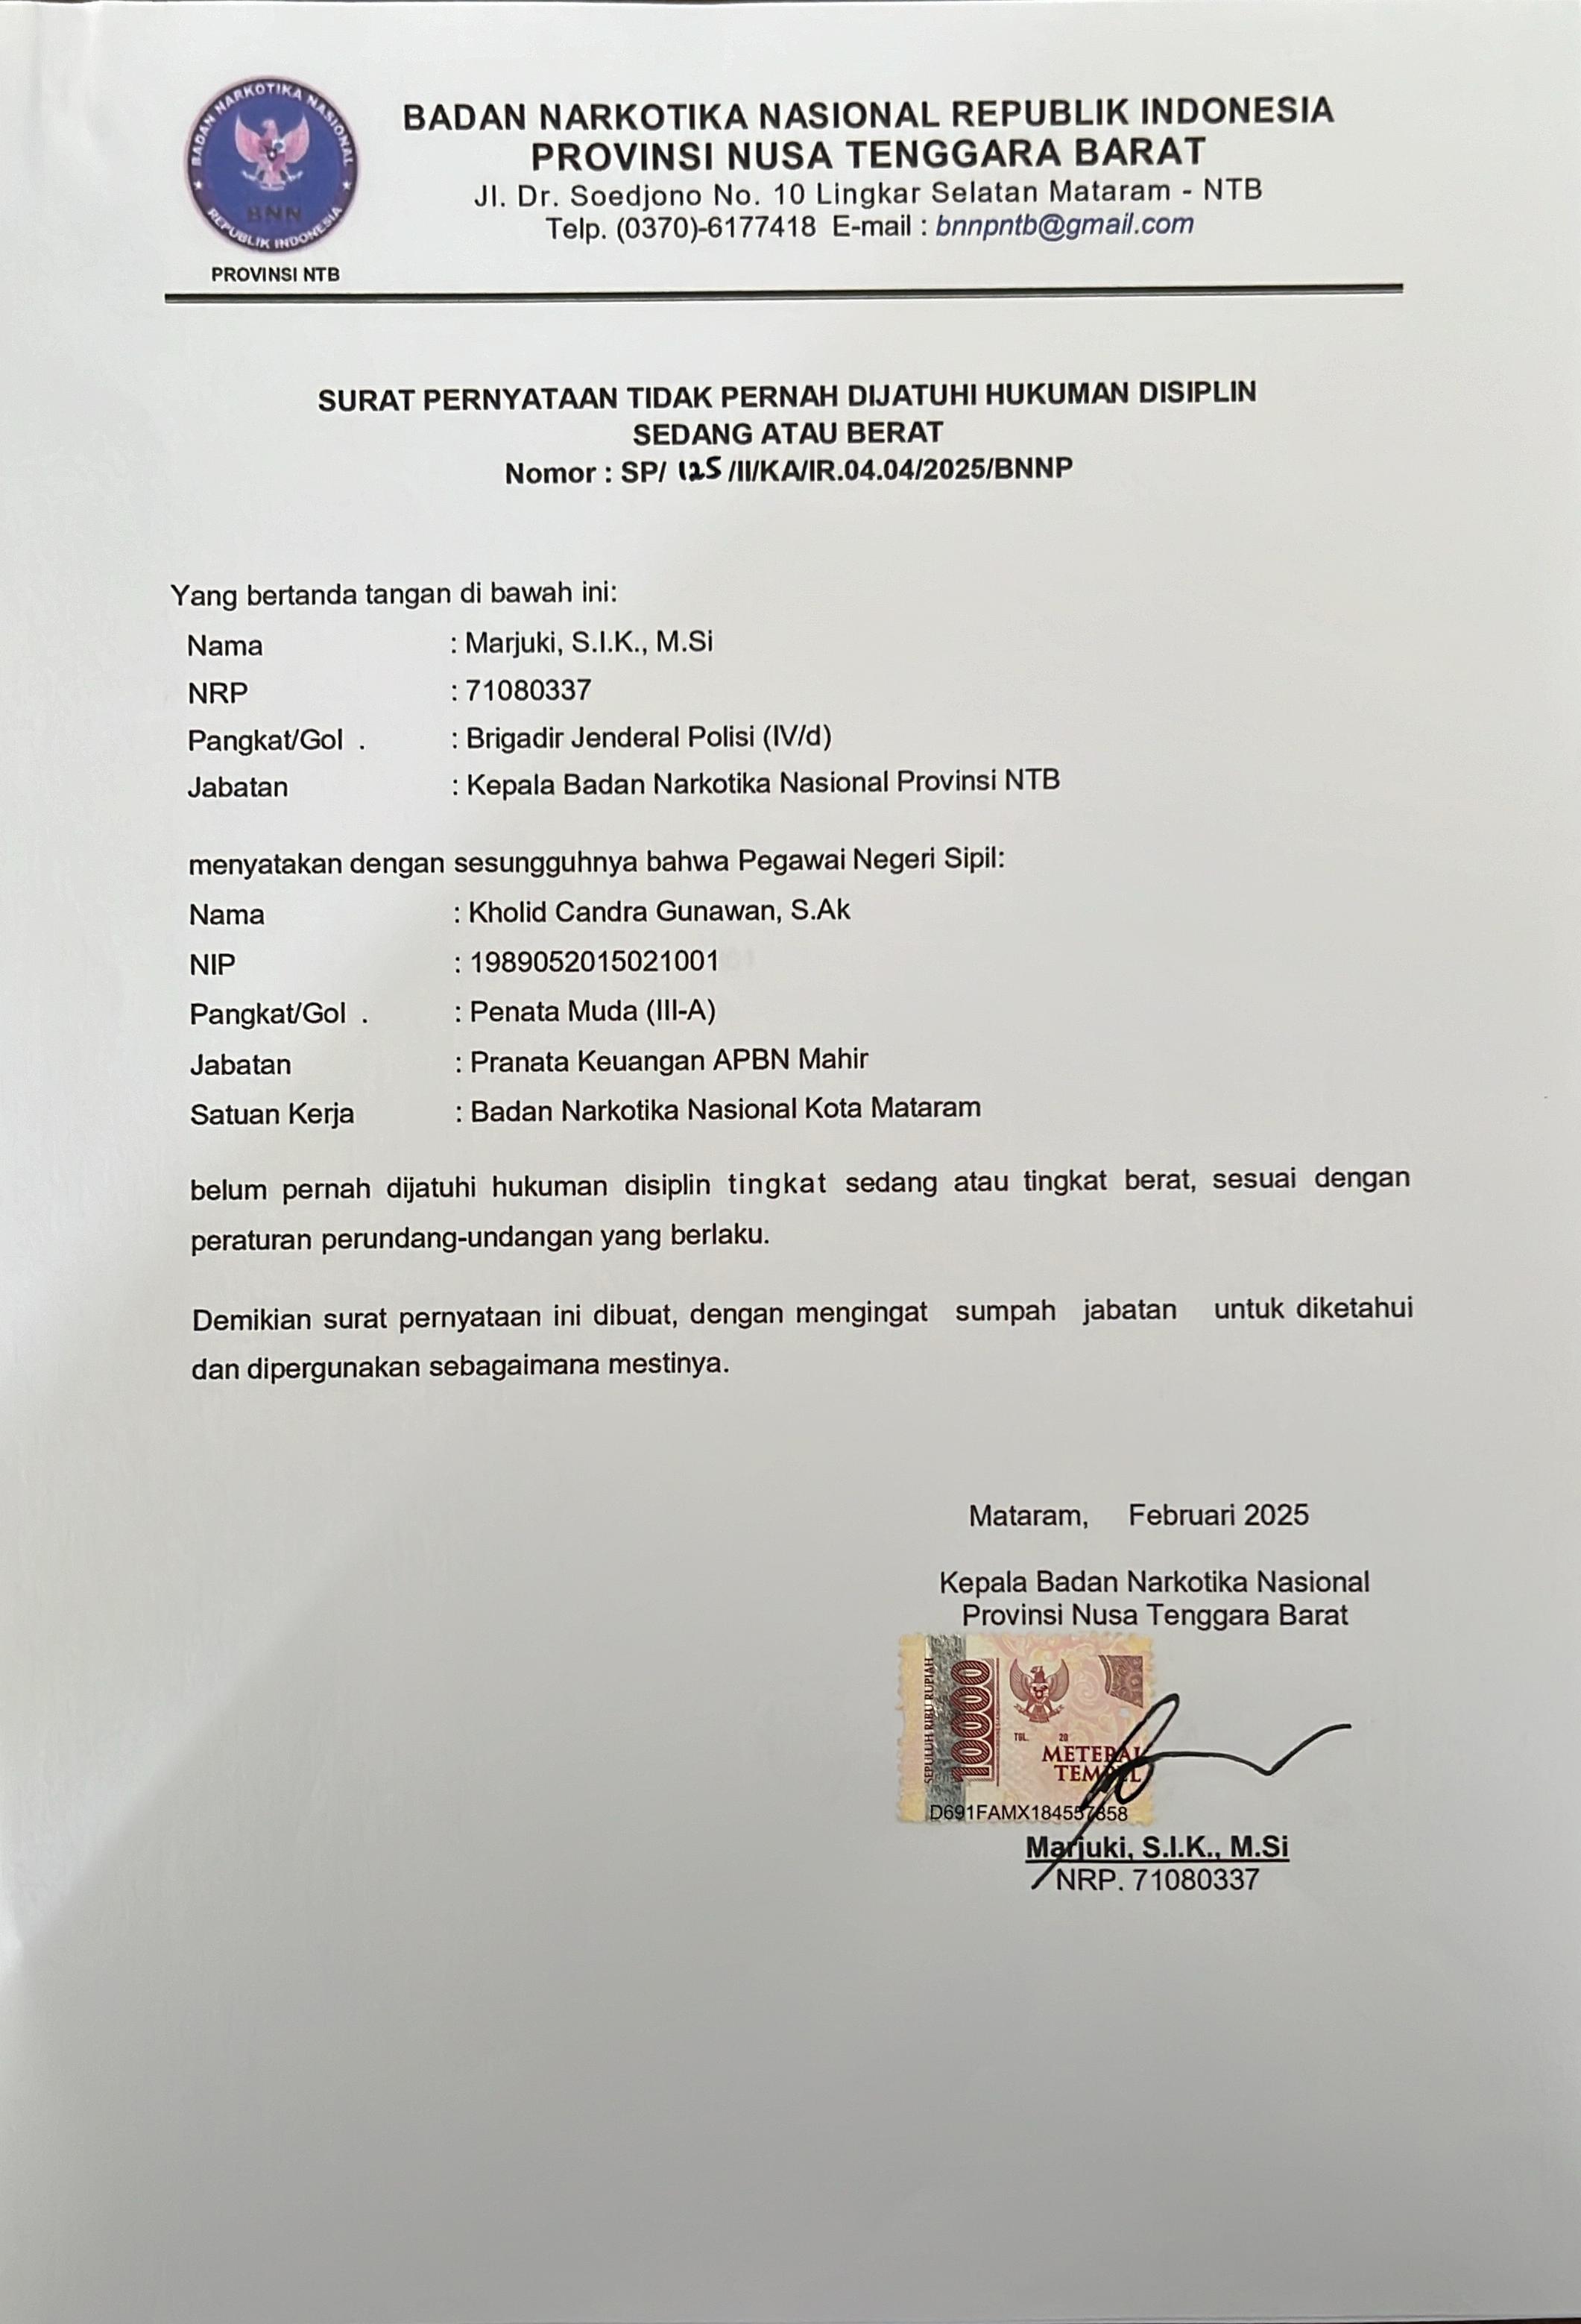 BADAN NARKOTIKA NASIONAL
REPUBLIK INDONESIA
BNN
PROVINSI NTB
BADAN NARKOTIKA NASIONAL REPUBLIK INDONESIA
PROVINSI NUSA TENGGARA BARAT
Jl. Dr. Soedjono No. 10 Lingkar Selatan Mataram - NTB
Telp. (0370)-6177418 E-mail : bnnpntb@gmail.com
SURAT PERNYATAAN TIDAK PERNAH DIJATUHI HUKUMAN DISIPLIN
SEDANG ATAU BERAT
Nomor : SP/ 125 /II/KA/IR.04.04/2025/BNNP
Yang bertanda tangan di bawah ini:
Nama : Marjuki, S.I.K., M.Si
NRP : 71080337
Pangkat/Gol . : Brigadir Jenderal Polisi (IV/d)
Jabatan : Kepala Badan Narkotika Nasional Provinsi NTB
menyatakan dengan sesungguhnya bahwa Pegawai Negeri Sipil:
Nama : Kholid Candra Gunawan, S.Ak
NIP : 1989052015021001
Pangkat/Gol . : Penata Muda (III-A)
Jabatan : Pranata Keuangan APBN Mahir
Satuan Kerja : Badan Narkotika Nasional Kota Mataram
belum pernah dijatuhi hukuman disiplin tingkat sedang atau tingkat berat, sesuai dengan
peraturan perundang-undangan yang berlaku.
Demikian surat pernyataan ini dibuat, dengan mengingat sumpah jabatan untuk diketahui
dan dipergunakan sebagaimana mestinya.
Mataram, Februari 2025
Kepala Badan Narkotika Nasional
Provinsi Nusa Tenggara Barat
SEPULUH RIBU RUPIAH
10000
TGL. 20
METERAI
TEMPEL
D691FAMX184557858
Marjuki, S.I.K., M.Si
NRP. 71080337